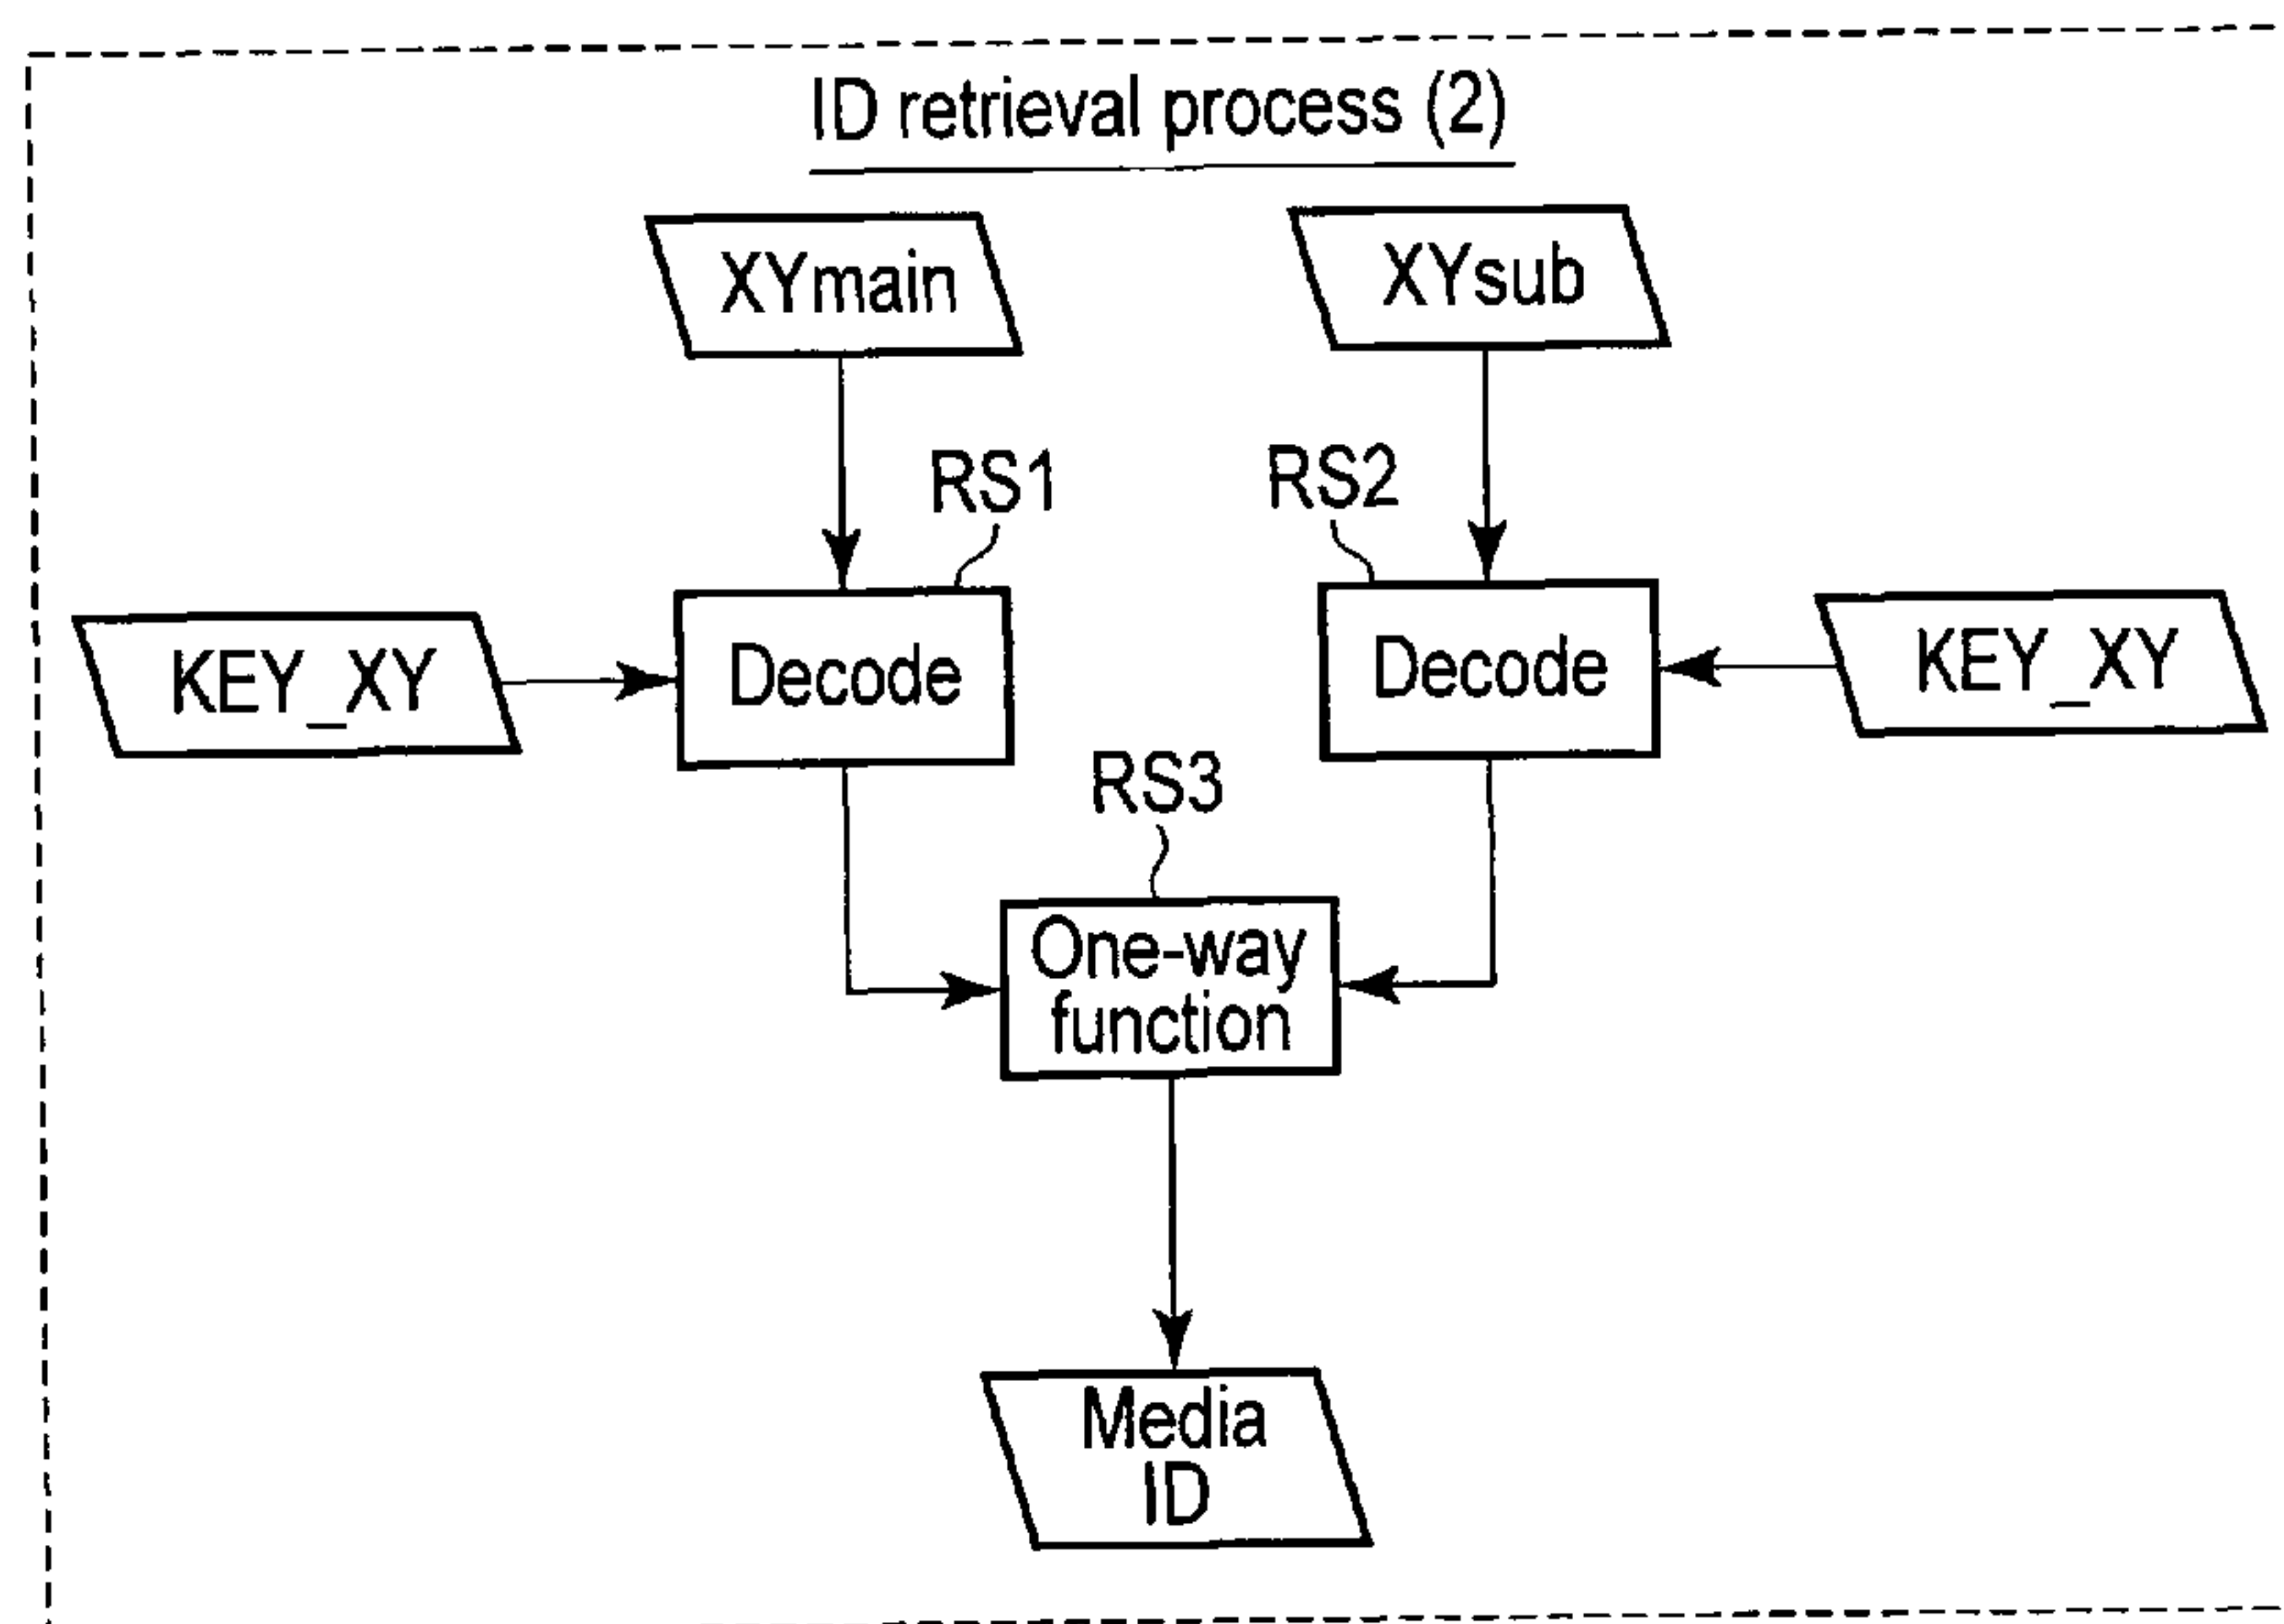 ID retrieval process (2)
XYmain
XYsub
RS1
RS2
KEY_XY
Decode
Decode
KEY_XY
RS3
One-way
function
Media
ID